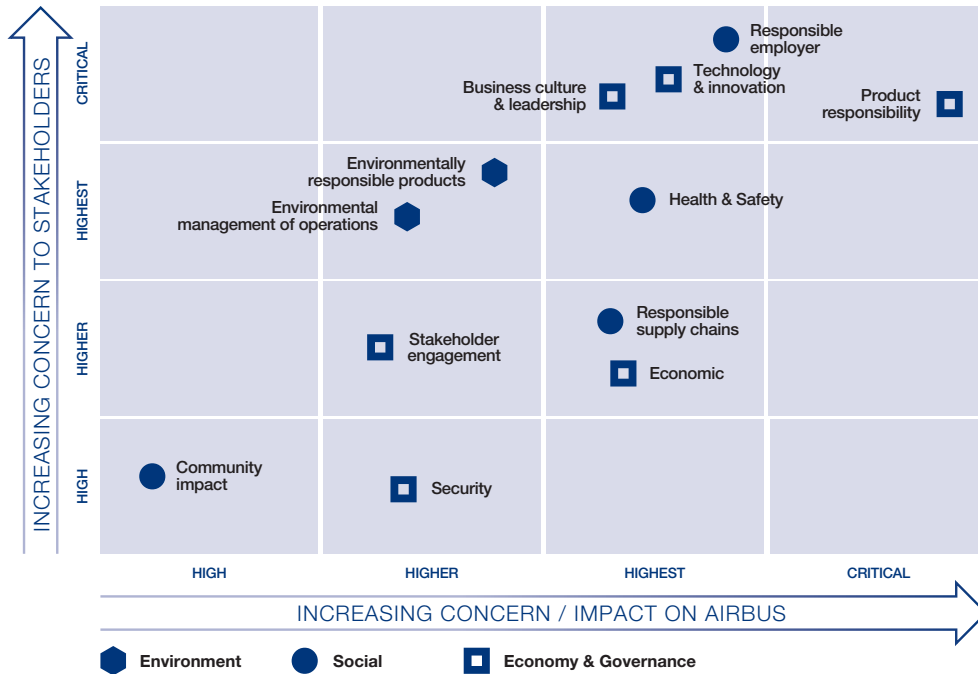 INCREASING CONCERN TO STAKEHOLDERS
CRITICAL
HIGHEST
HIGHER
HIGH
Responsible
employer
Technology
& innovation
Business culture
& leadership
Product
responsibility
Environmentally
responsible products
Environmental
management of operations
Health & Safety
Responsible
supply chains
Stakeholder
engagement
Economic
Community
impact
Security
HIGH
HIGHER
HIGHEST
CRITICAL
INCREASING CONCERN / IMPACT ON AIRBUS
Environment
Social
Economy & Governance